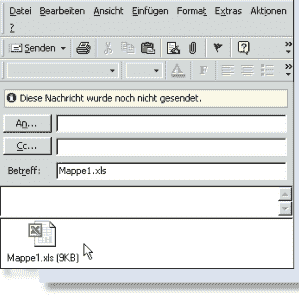 Datei Bearbeiten Ansicht Einfügen Format Extras Aktionen
?
Senden
A F
Diese Nachricht wurde noch nicht gesendet.
An...
Cc...
Betreff: Mappe1.xls
Mappe1.xls (9KB)